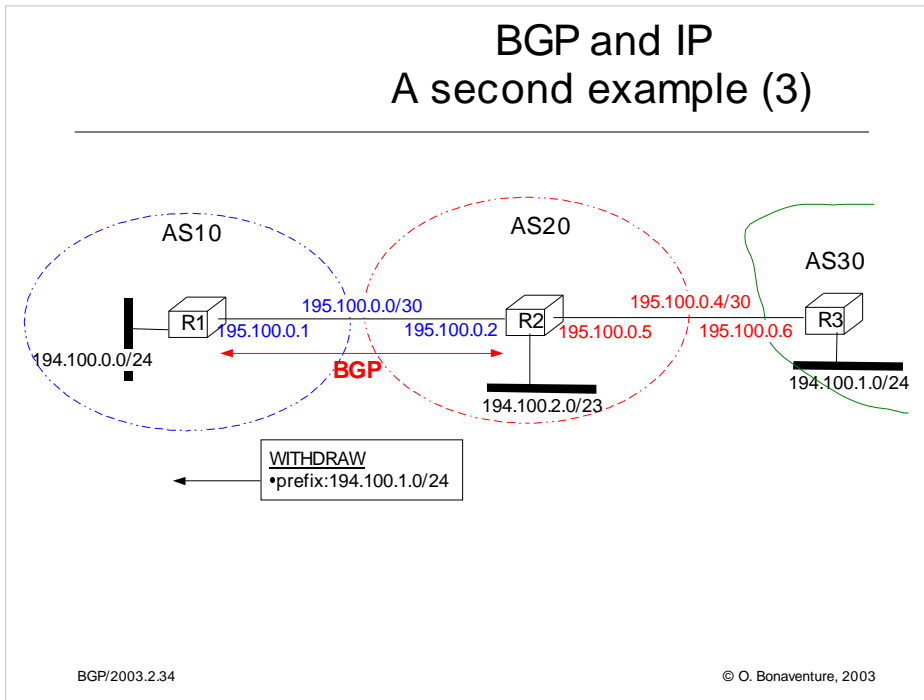 BGP and IP
A second example (3)
AS10
AS20
AS30
R1
195.100.0.0/30
R2
195.100.0.4/30
R3
195.100.0.1
195.100.0.2
195.100.0.5
195.100.0.6
194.100.0.0/24
BGP
194.100.2.0/23
194.100.1.0/24
WITHDRAW
•prefix:194.100.1.0/24
BGP/2003.2.34
© O. Bonaventure, 2003